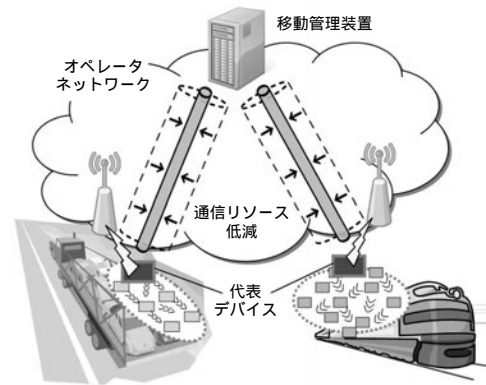 移動管理装置
オペレータ
ネットワーク
通信リソース
低減
代表
デバイス